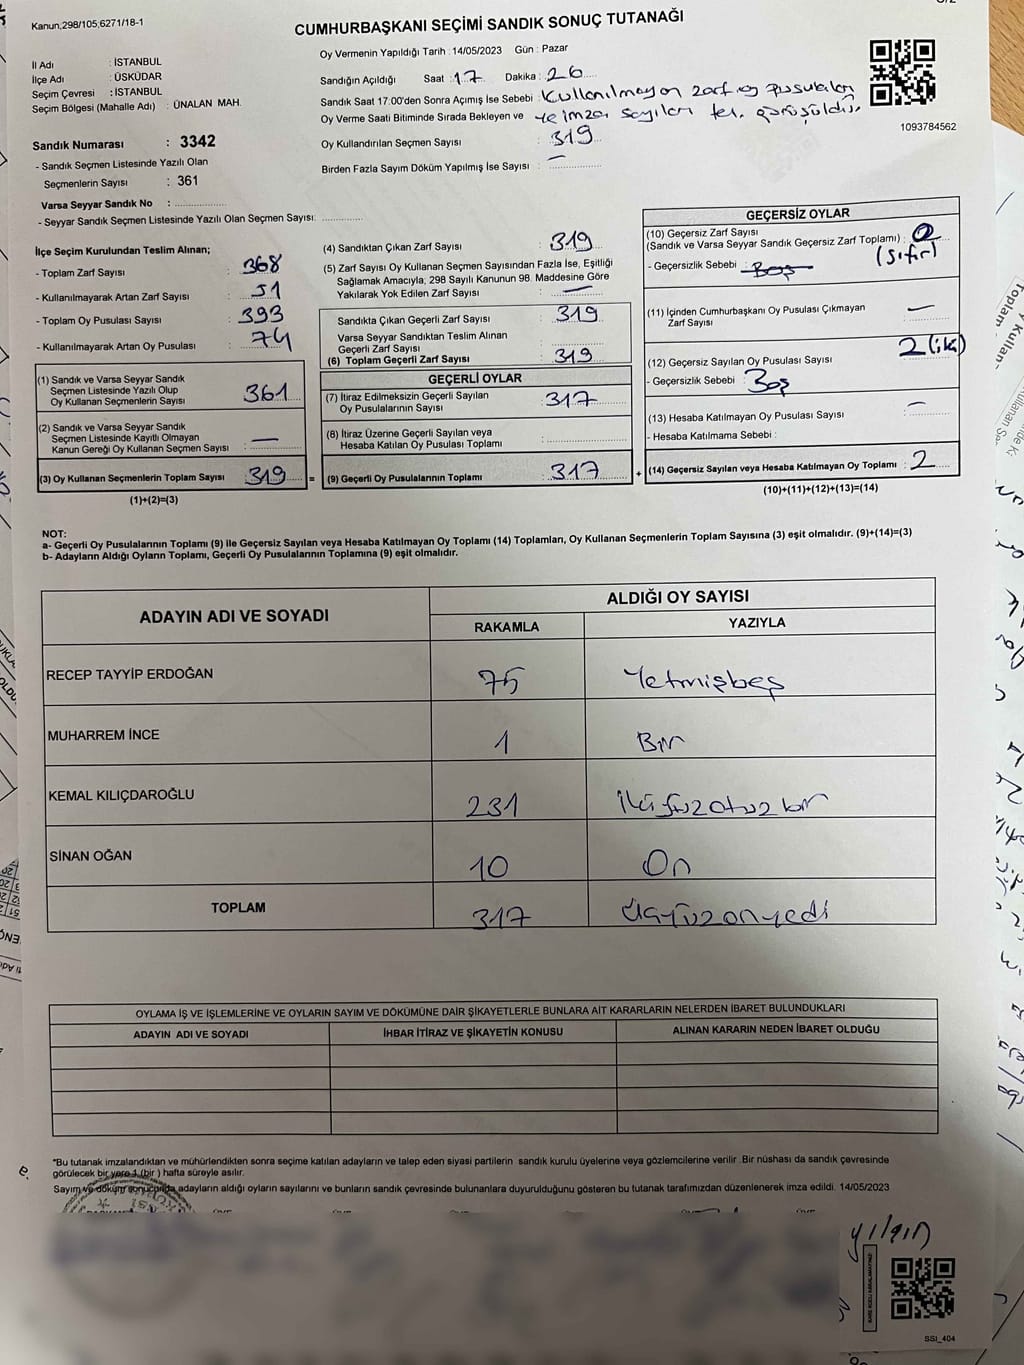 Kanun;298/105;6271/18-1
CUMHURBAŞKANI SEÇİMİ SANDIK SONUÇ TUTANAĞI
Oy Vermenin Yapıldığı Tarih : 14/05/2023 Gün : Pazar
İl Adı : İSTANBUL
İlçe Adı : ÜSKÜDAR
Seçim Çevresi : İSTANBUL
Seçim Bölgesi (Mahalle Adı) : ÜNALAN MAH.
Sandığın Açıldığı Saat : 17 Dakika : 26
Sandık Saat 17:00'den Sonra Açımış İse Sebebi : Kullanılmayan zarf oy pusulaları
Oy Verme Saati Bitiminde Sırada Bekleyen ve ve imza sayıları
Oy Kullandırılan Seçmen Sayısı : 319
Birden Fazla Sayım Döküm Yapılmış İse Sayısı : —
1093784562
Sandık Numarası : 3342
- Sandık Seçmen Listesinde Yazılı Olan
Seçmenlerin Sayısı : 361
Varsa Seyyar Sandık No :
- Seyyar Sandık Seçmen Listesinde Yazılı Olan Seçmen Sayısı:
İlçe Seçim Kurulundan Teslim Alınan;
- Toplam Zarf Sayısı : 368
- Kullanılmayarak Artan Zarf Sayısı : 51
- Toplam Oy Pusulası Sayısı : 393
- Kullanılmayarak Artan Oy Pusulası : 74
(1) Sandık ve Varsa Seyyar Sandık
Seçmen Listesinde Yazılı Olup
Oy Kullanan Seçmenlerin Sayısı : 361
(2) Sandık ve Varsa Seyyar Sandık
Seçmen Listesinde Kayıtlı Olmayan
Kanun Gereği Oy Kullanan Seçmen Sayısı : —
(3) Oy Kullanan Seçmenlerin Toplam Sayısı : 319
(1)+(2)=(3)
(4) Sandıktan Çıkan Zarf Sayısı : 319
(5) Zarf Sayısı Oy Kullanan Seçmen Sayısından Fazla İse, Eşitliği
Sağlamak Amacıyla, 298 Sayılı Kanunun 98. Maddesine Göre
Yakılarak Yok Edilen Zarf Sayısı : —
Sandıkta Çıkan Geçerli Zarf Sayısı : 319
Varsa Seyyar Sandıktan Teslim Alınan
Geçerli Zarf Sayısı :
(6) Toplam Geçerli Zarf Sayısı : 319
GEÇERLİ OYLAR
(7) İtiraz Edilmeksizin Geçerli Sayılan
Oy Pusulalarının Sayısı : 317
(8) İtiraz Üzerine Geçerli Sayılan veya
Hesaba Katılan Oy Pusulası Toplamı :
= (9) Geçerli Oy Pusulalarının Toplamı : 317
GEÇERSİZ OYLAR
(10) Geçersiz Zarf Sayısı
(Sandık ve Varsa Seyyar Sandık Geçersiz Zarf Toplamı) : 0
(Sıfır)
- Geçersizlik Sebebi : Boş
(11) İçinden Cumhurbaşkanı Oy Pusulası Çıkmayan : —
Zarf Sayısı
(12) Geçersiz Sayılan Oy Pusulası Sayısı : 2 (iki)
- Geçersizlik Sebebi : Boş
(13) Hesaba Katılmayan Oy Pusulası Sayısı : —
- Hesaba Katılmama Sebebi :
+ (14) Geçersiz Sayılan veya Hesaba Katılmayan Oy Toplamı : 2
(10)+(11)+(12)+(13)=(14)
NOT:
a- Geçerli Oy Pusulalarının Toplamı (9) ile Geçersiz Sayılan veya Hesaba Katılmayan Oy Toplamı (14) Toplamları, Oy Kullanan Seçmenlerin Toplam Sayısına (3) eşit olmalıdır. (9)+(14)=(3)
b- Adayların Aldığı Oyların Toplamı, Geçerli Oy Pusulalarının Toplamına (9) eşit olmalıdır.
ADAYIN ADI VE SOYADI
ALDIĞI OY SAYISI
RAKAMLA YAZIYLA
RECEP TAYYİP ERDOĞAN 75 Yetmişbeş
MUHARREM İNCE 1 Bir
KEMAL KILIÇDAROĞLU 231 İkiyüzotuzbir
SİNAN OĞAN 10 On
TOPLAM 317 Üçyüzonyedi
OYLAMA İŞ VE İŞLEMLERİNE VE OYLARIN SAYIM VE DÖKÜMÜNE DAİR ŞİKAYETLERLE BUNLARA AİT KARARLARIN NELERDEN İBARET BULUNDUKLARI
ADAYIN ADI VE SOYADI İHBAR İTİRAZ VE ŞİKAYETİN KONUSU ALINAN KARARIN NEDEN İBARET OLDUĞU
*Bu tutanak imzalandıktan ve mühürlendikten sonra seçime katılan adayların ve talep eden siyasi partilerin sandık kurulu üyelerine veya gözlemcilerine verilir .Bir nüshası da sandık çevresinde
görülecek bir yere 1 (bir ) hafta süreyle asılır.
Sayım ve döküm sonucunda adayların aldığı oyların sayılarını ve bunların sandık çevresinde bulunanlara duyurulduğunu gösteren bu tutanak tarafımızdan düzenlenerek imza edildi. 14/05/2023
yılgın
SSI_404